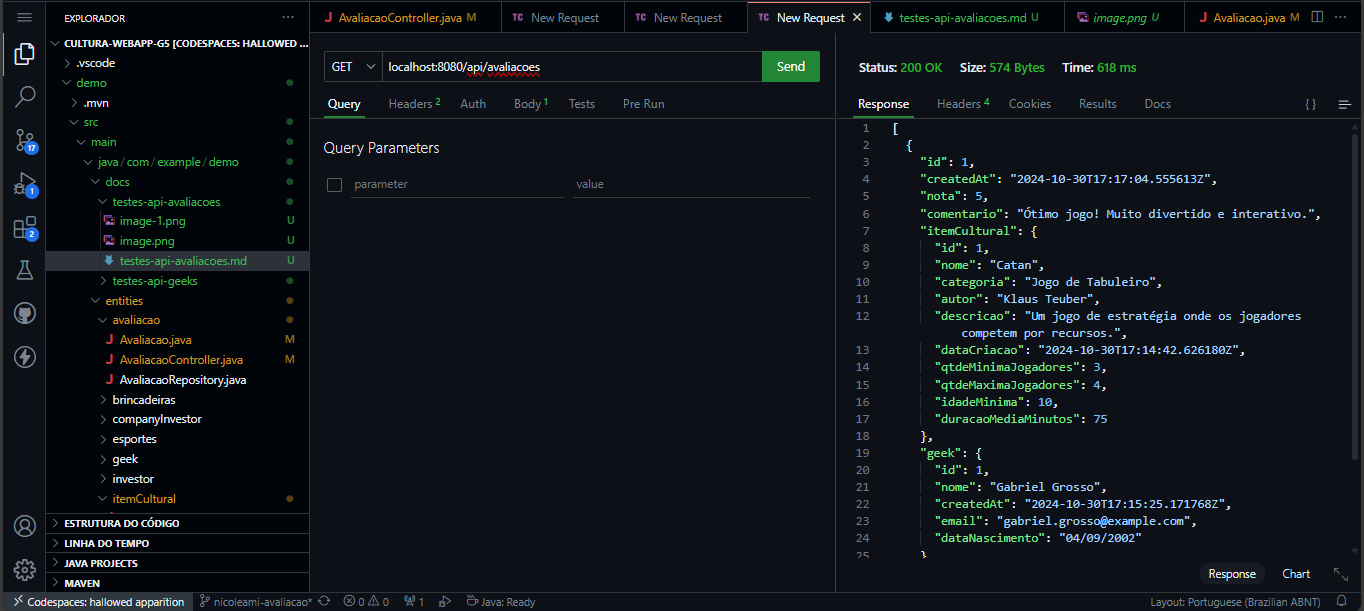 EXPLORADOR
···
CULTURA-WEBAPP-G5 [CODESPACES: HALLOWED ...
.vscode
demo
.mvn
src
main
java / com / example / demo
docs
testes-api-avaliacoes
image-1.png U
image.png U
testes-api-avaliacoes.md U
testes-api-geeks
entities
avaliacao
J Avaliacao.java M
J AvaliacaoController.java M
J AvaliacaoRepository.java
brincadeiras
companyInvestor
esportes
geek
investor
itemCultural
ESTRUTURA DO CÓDIGO
LINHA DO TEMPO
JAVA PROJECTS
MAVEN
17
1
2
J AvaliacaoController.java M
TC New Request
TC New Request
TC New Request
testes-api-avaliacoes.md U
image.png U
J Avaliacao.java M
···
GET
localhost:8080/api/avaliacoes
Send
Query
Headers 2
Auth
Body 1
Tests
Pre Run
Query Parameters
parameter
value
Status: 200 OK Size: 574 Bytes Time: 618 ms
Response
Headers 4
Cookies
Results
Docs
{ }
1 [
2 {
3 "id": 1,
4 "createdAt": "2024-10-30T17:17:04.555613Z",
5 "nota": 5,
6 "comentario": "Ótimo jogo! Muito divertido e interativo.",
7 "itemCultural": {
8 "id": 1,
9 "nome": "Catan",
10 "categoria": "Jogo de Tabuleiro",
11 "autor": "Klaus Teuber",
12 "descricao": "Um jogo de estratégia onde os jogadores
competem por recursos.",
13 "dataCriacao": "2024-10-30T17:14:42.626180Z",
14 "qtdeMinimaJogadores": 3,
15 "qtdeMaximaJogadores": 4,
16 "idadeMinima": 10,
17 "duracaoMediaMinutos": 75
18 },
19 "geek": {
20 "id": 1,
21 "nome": "Gabriel Grosso",
22 "createdAt": "2024-10-30T17:15:25.171768Z",
23 "email": "gabriel.grosso@example.com",
24 "dataNascimento": "04/09/2002"
25 }
Response
Chart
Codespaces: hallowed apparition
nicoleami-avaliacao*
0 0
1
Java: Ready
Layout: Portuguese (Brazilian ABNT)